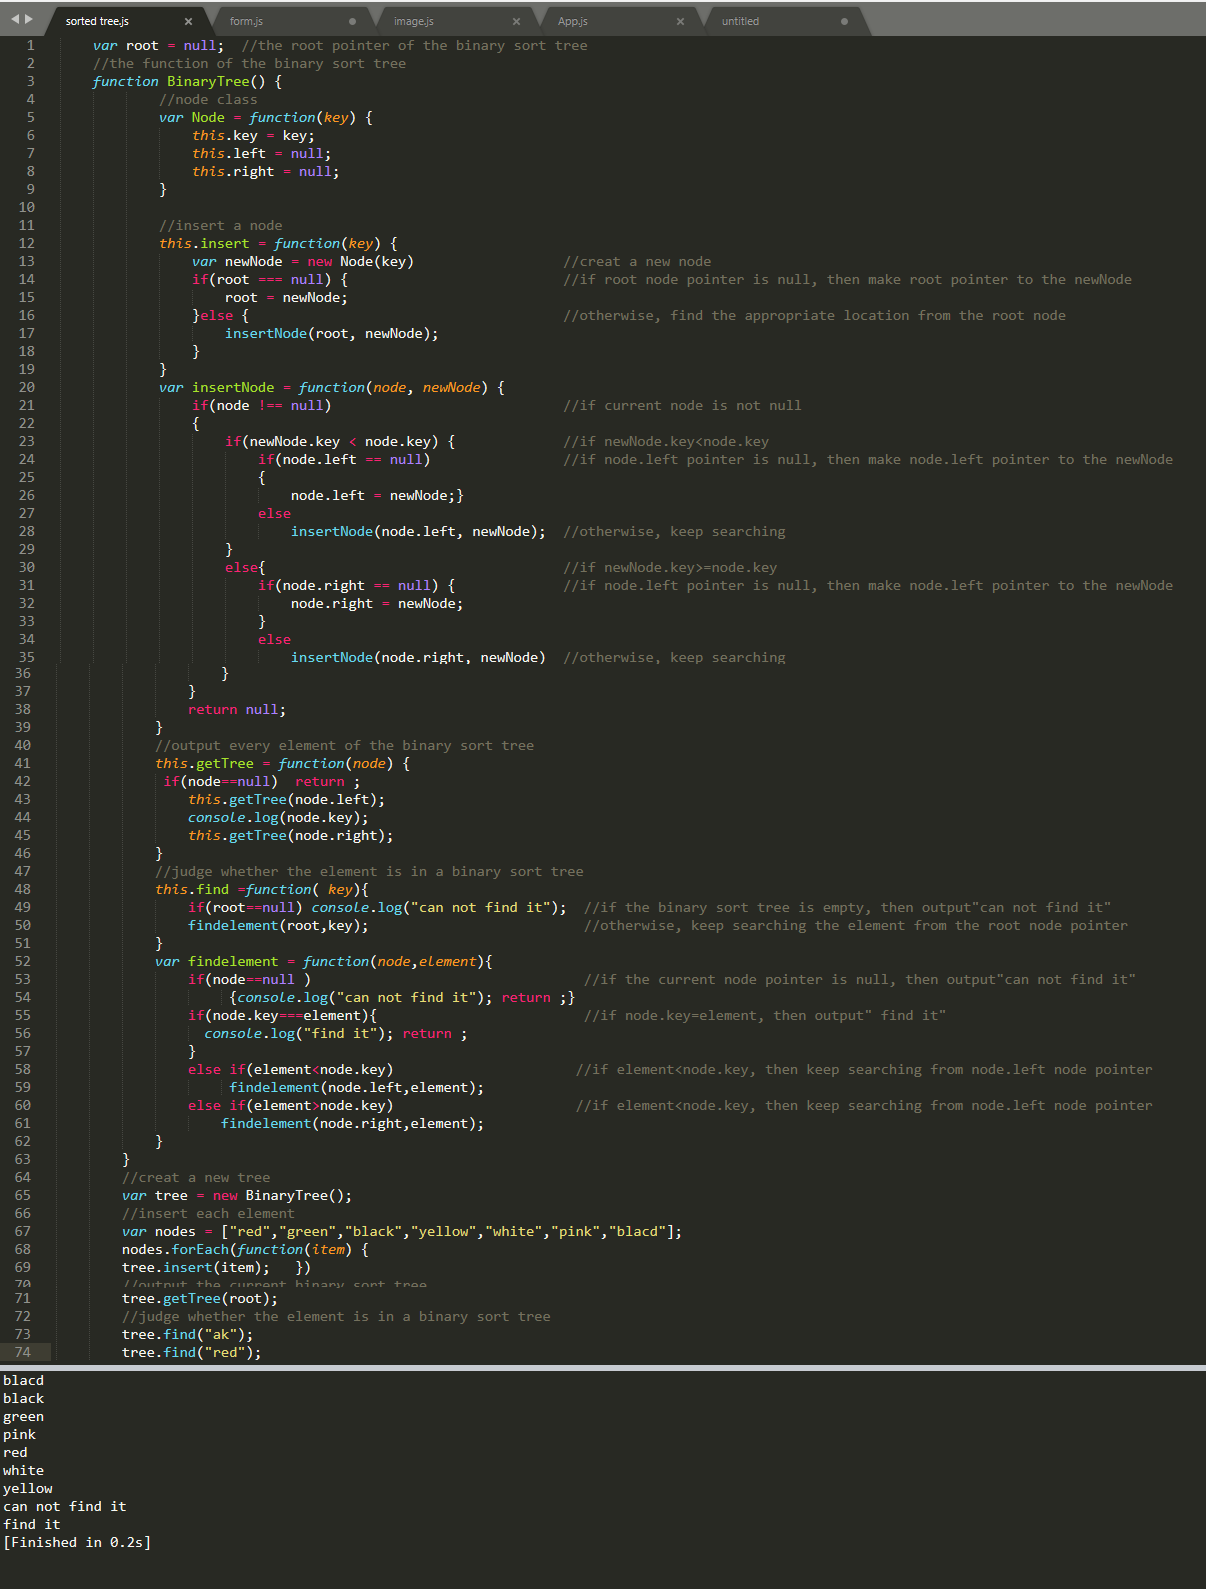 sorted tree.js × form.js image.js × App.js × untitled
1 var root = null;  //the root pointer of the binary sort tree
2 //the function of the binary sort tree
3 function BinaryTree() {
4 //node class
5 var Node = function(key) {
6 this.key = key;
7 this.left = null;
8 this.right = null;
9 }
10
11 //insert a node
12 this.insert = function(key) {
13 var newNode = new Node(key) //creat a new node
14 if(root === null) { //if root node pointer is null, then make root pointer to the newNode
15 root = newNode;
16 }else { //otherwise, find the appropriate location from the root node
17 insertNode(root, newNode);
18 }
19 }
20 var insertNode = function(node, newNode) {
21 if(node !== null) //if current node is not null
22 {
23 if(newNode.key < node.key) { //if newNode.key<node.key
24 if(node.left == null) //if node.left pointer is null, then make node.left pointer to the newNode
25 {
26 node.left = newNode;}
27 else
28 insertNode(node.left, newNode); //otherwise, keep searching
29 }
30 else{ //if newNode.key>=node.key
31 if(node.right == null) { //if node.left pointer is null, then make node.left pointer to the newNode
32 node.right = newNode;
33 }
34 else
35 insertNode(node.right, newNode) //otherwise, keep searching
36 }
37 }
38 return null;
39 }
40 //output every element of the binary sort tree
41 this.getTree = function(node) {
42 if(node==null)  return ;
43 this.getTree(node.left);
44 console.log(node.key);
45 this.getTree(node.right);
46 }
47 //judge whether the element is in a binary sort tree
48 this.find =function( key){
49 if(root==null) console.log("can not find it"); //if the binary sort tree is empty, then output"can not find it"
50 findelement(root,key); //otherwise, keep searching the element from the root node pointer
51 }
52 var findelement = function(node,element){
53 if(node==null ) //if the current node pointer is null, then output"can not find it"
54 {console.log("can not find it"); return ;}
55 if(node.key===element){ //if node.key=element, then output" find it"
56 console.log("find it"); return ;
57 }
58 else if(element<node.key) //if element<node.key, then keep searching from node.left node pointer
59 findelement(node.left,element);
60 else if(element>node.key) //if element<node.key, then keep searching from node.left node pointer
61 findelement(node.right,element);
62 }
63 }
64 //creat a new tree
65 var tree = new BinaryTree();
66 //insert each element
67 var nodes = ["red","green","black","yellow","white","pink","blacd"];
68 nodes.forEach(function(item) {
69 tree.insert(item);   })
70 //output the current binary sort tree
71 tree.getTree(root);
72 //judge whether the element is in a binary sort tree
73 tree.find("ak");
74 tree.find("red");
blacd
black
green
pink
red
white
yellow
can not find it
find it
[Finished in 0.2s]